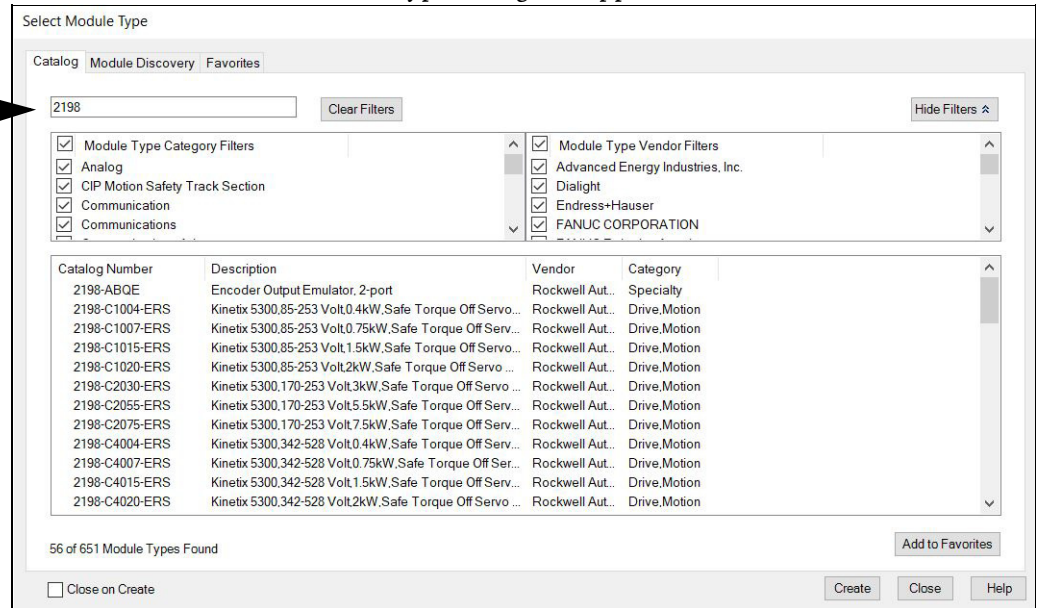 Select Module Type
Catalog Module Discovery Favorites
2198 Clear Filters Hide Filters
Module Type Category Filters
Analog
CIP Motion Safety Track Section
Communication
Communications
Module Type Vendor Filters
Advanced Energy Industries, Inc.
Dialight
Endress+Hauser
FANUC CORPORATION
Catalog Number Description Vendor Category
2198-ABQE Encoder Output Emulator, 2-port Rockwell Aut... Specialty
2198-C1004-ERS Kinetix 5300,85-253 Volt,0.4kW,Safe Torque Off Servo... Rockwell Aut... Drive,Motion
2198-C1007-ERS Kinetix 5300,85-253 Volt,0.75kW,Safe Torque Off Serv... Rockwell Aut... Drive,Motion
2198-C1015-ERS Kinetix 5300,85-253 Volt,1.5kW,Safe Torque Off Servo... Rockwell Aut... Drive,Motion
2198-C1020-ERS Kinetix 5300,85-253 Volt,2kW,Safe Torque Off Servo ... Rockwell Aut... Drive,Motion
2198-C2030-ERS Kinetix 5300,170-253 Volt,3kW,Safe Torque Off Servo ... Rockwell Aut... Drive,Motion
2198-C2055-ERS Kinetix 5300,170-253 Volt,5.5kW,Safe Torque Off Serv... Rockwell Aut... Drive,Motion
2198-C2075-ERS Kinetix 5300,170-253 Volt,7.5kW,Safe Torque Off Serv... Rockwell Aut... Drive,Motion
2198-C4004-ERS Kinetix 5300,342-528 Volt,0.4kW,Safe Torque Off Serv... Rockwell Aut... Drive,Motion
2198-C4007-ERS Kinetix 5300,342-528 Volt,0.75kW,Safe Torque Off Ser... Rockwell Aut... Drive,Motion
2198-C4015-ERS Kinetix 5300,342-528 Volt,1.5kW,Safe Torque Off Serv... Rockwell Aut... Drive,Motion
2198-C4020-ERS Kinetix 5300,342-528 Volt,2kW,Safe Torque Off Servo ... Rockwell Aut... Drive,Motion
56 of 651 Module Types Found Add to Favorites
Close on Create Create Close Help